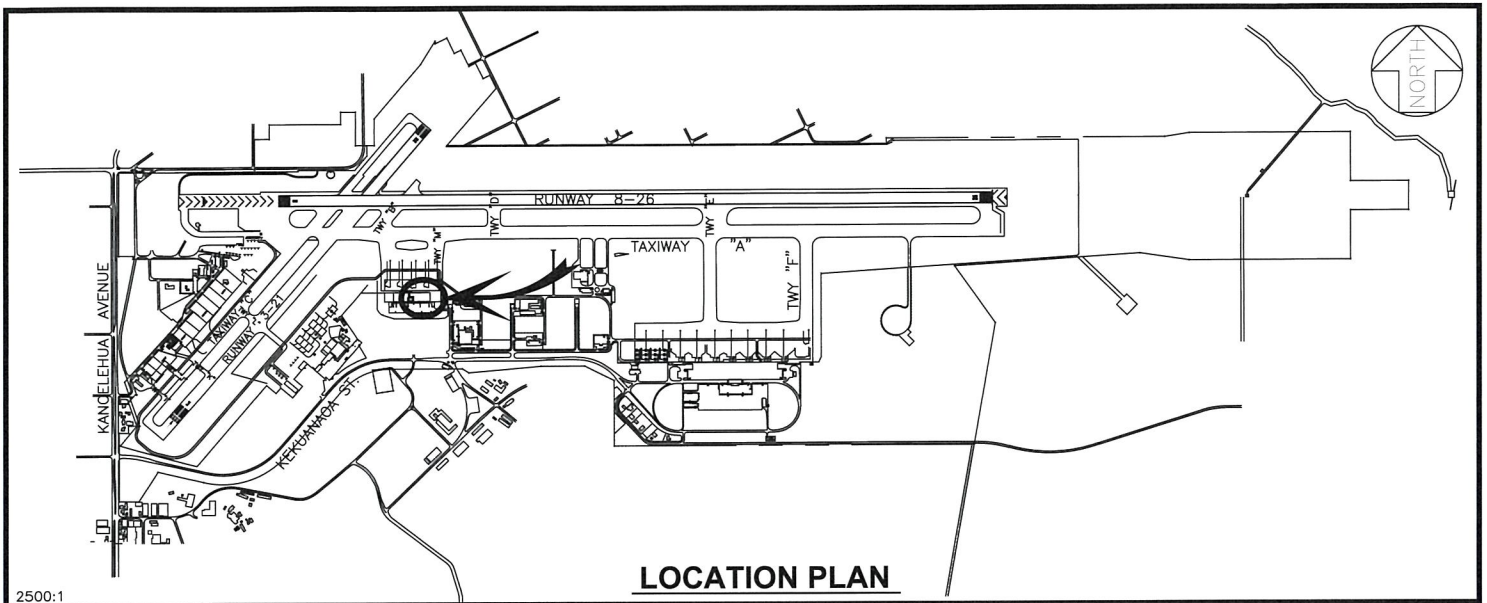 NORTH
RUNWAY 8-26
TWY "B"
TWY "D"
TWY "E"
TWY "M"
TAXIWAY "A"
TWY "F"
KANOELEHUA AVENUE
TAXIWAY "C"
RUNWAY 3-21
KEKUANAOA ST.
LOCATION PLAN
2500:1